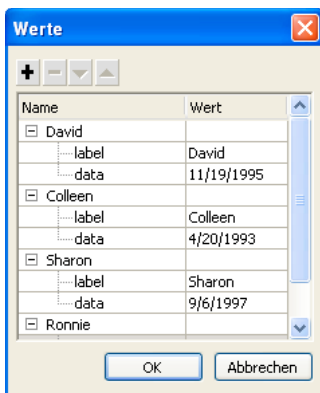 Werte
Name Wert
David
label David
data 11/19/1995
Colleen
label Colleen
data 4/20/1993
Sharon
label Sharon
data 9/6/1997
Ronnie
OK Abbrechen